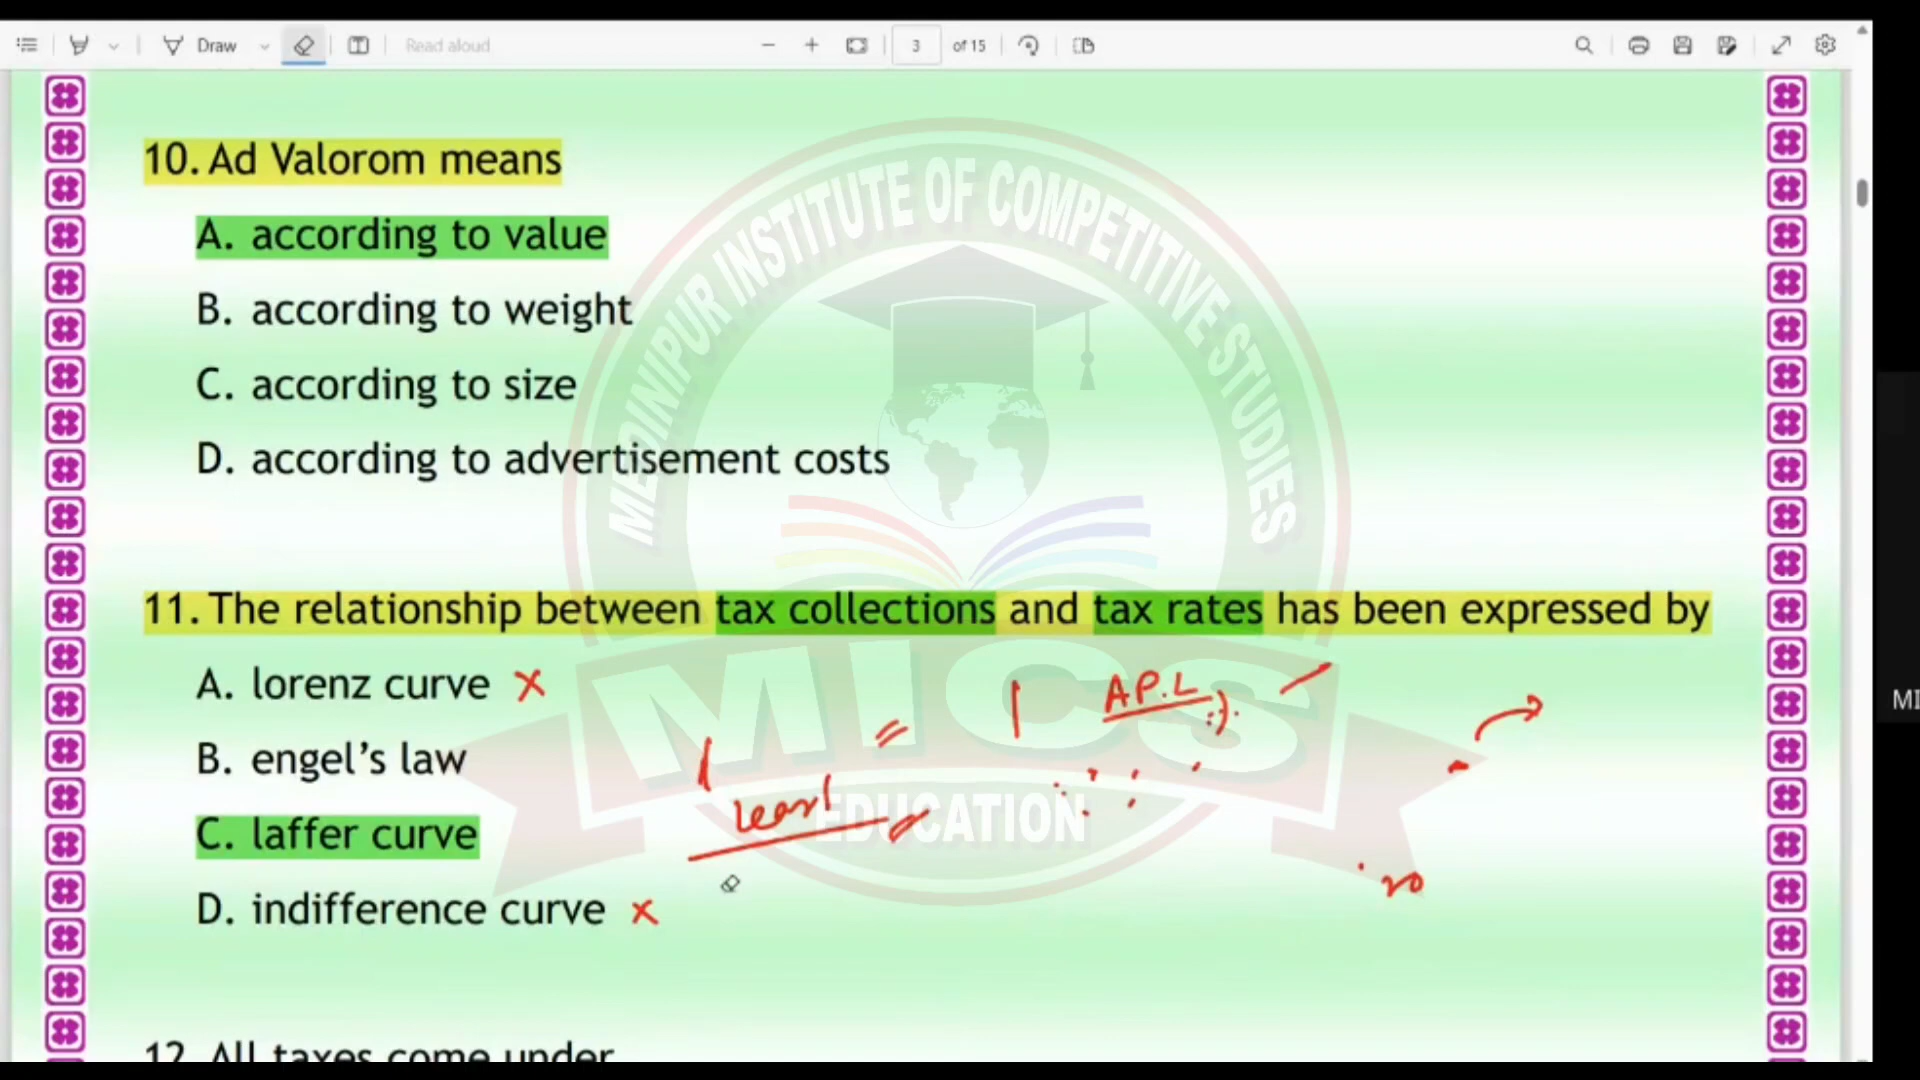 Draw
Read aloud
3 of 15
10. Ad Valorom means
A. according to value
B. according to weight
C. according to size
D. according to advertisement costs
MEDINIPUR INSTITUTE OF COMPETITIVE STUDIES
11. The relationship between tax collections and tax rates has been expressed by
A. lorenz curve x
A.P.L
MI
MICS
B. engel's law
EDUCATION
C. laffer curve
D. indifference curve x
12. All taxes come under